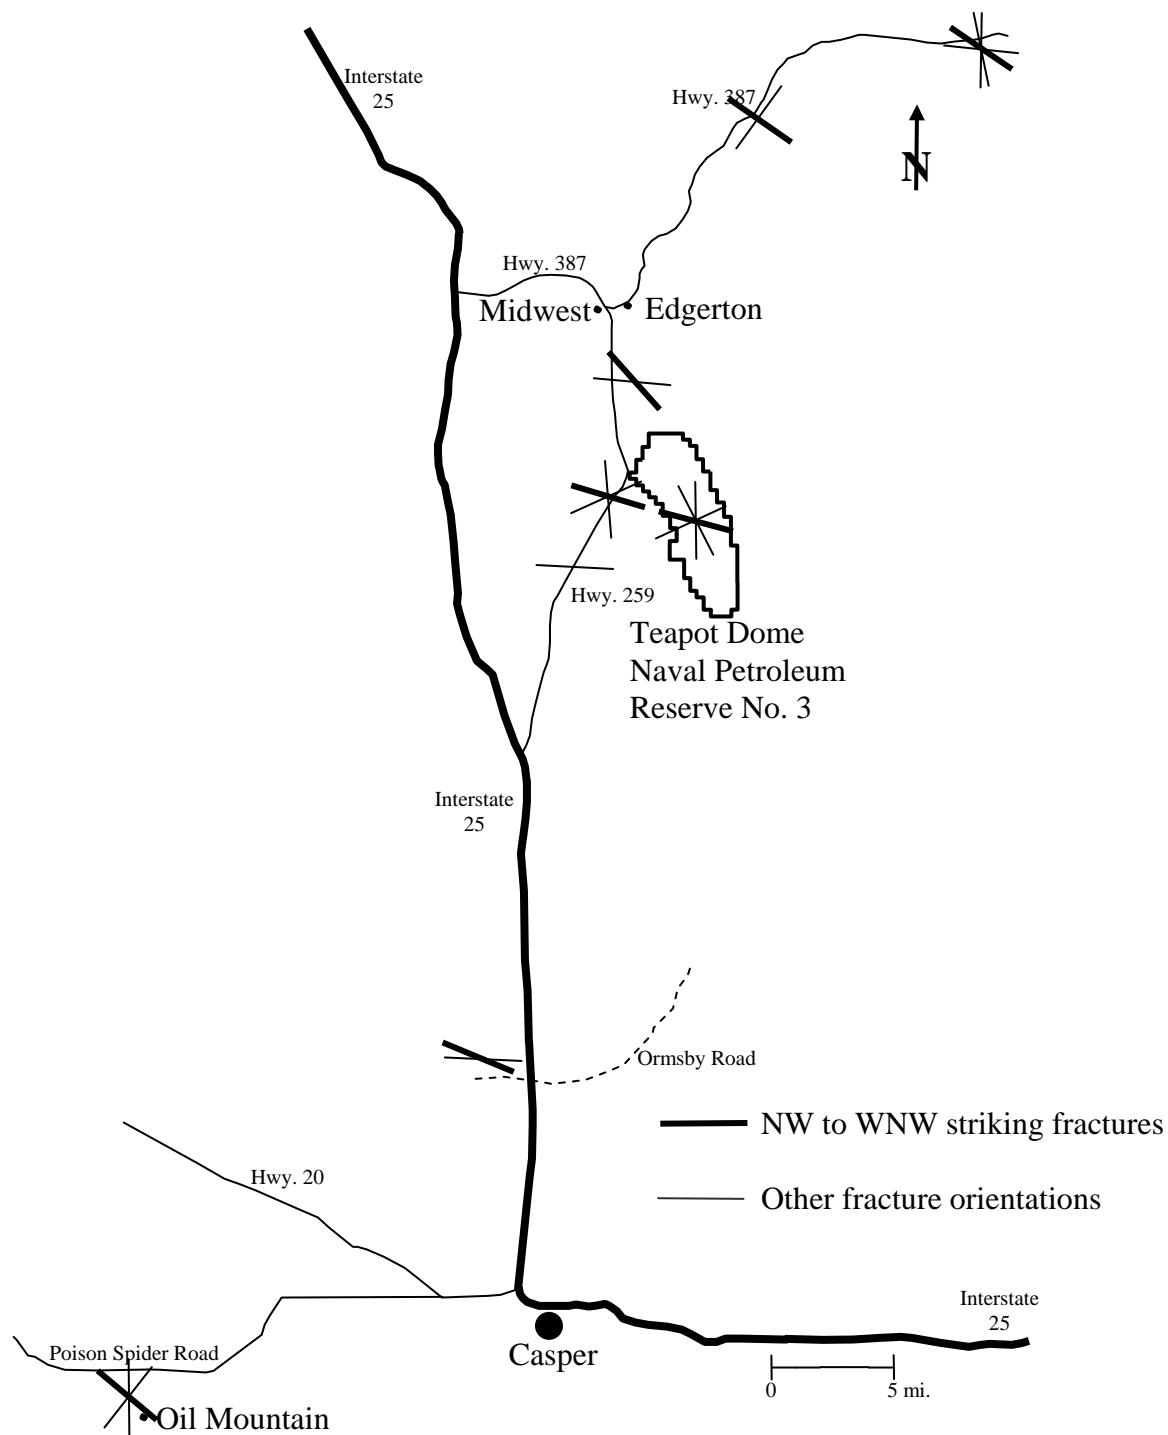 Interstate
25
Hwy. 387
N
Hwy. 387
Midwest
Edgerton
Hwy. 259
Teapot Dome
Naval Petroleum
Reserve No. 3
Interstate
25
Ormsby Road
NW to WNW striking fractures
Hwy. 20
Other fracture orientations
Interstate
25
Poison Spider Road
Casper
0 5 mi.
Oil Mountain